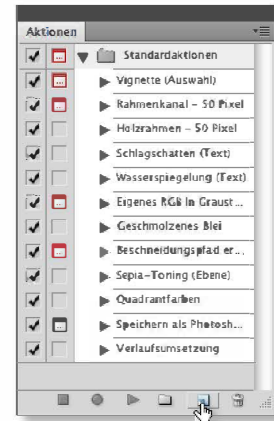 Aktionen
Standardaktionen
Vignette (Auswahl)
Rahmenkanal – 50 Pixel
Holzrahmen – 50 Pixel
Schlagschatten (Text)
Wasserspiegelung (Text)
Eigenes RGB in Graust...
Geschmolzenes Blei
Beschneidungspfad er...
Sepia-Toning (Ebene)
Quadrantfarben
Speichern als Photosh...
Verlaufsumsetzung